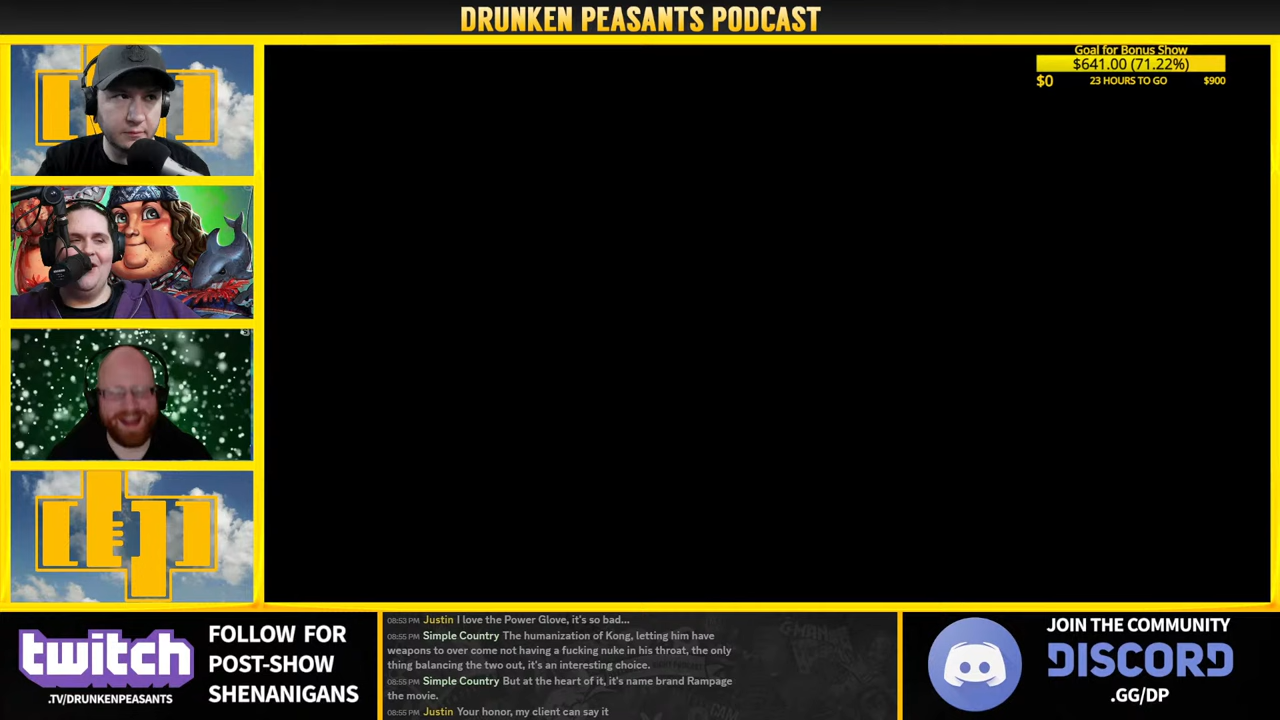 DRUNKEN PEASANTS PODCAST
Goal for Bonus Show
$641.00 (71.22%)
$0 23 HOURS TO GO $900
08:53 PM Justin I love the Power Glove, it's so bad...
08:55 PM Simple Country The humanization of Kong, letting him have
weapons to over come not having a fucking nuke in his throat, the only
thing balancing the two out, it's an interesting choice.
08:55 PM Simple Country But at the heart of it, it's name brand Rampage
the movie.
08:55 PM Justin Your honor, my client can say it
twitch
.TV/DRUNKENPEASANTS
FOLLOW FOR
POST-SHOW
SHENANIGANS
JOIN THE COMMUNITY
DISCORD
.GG/DP